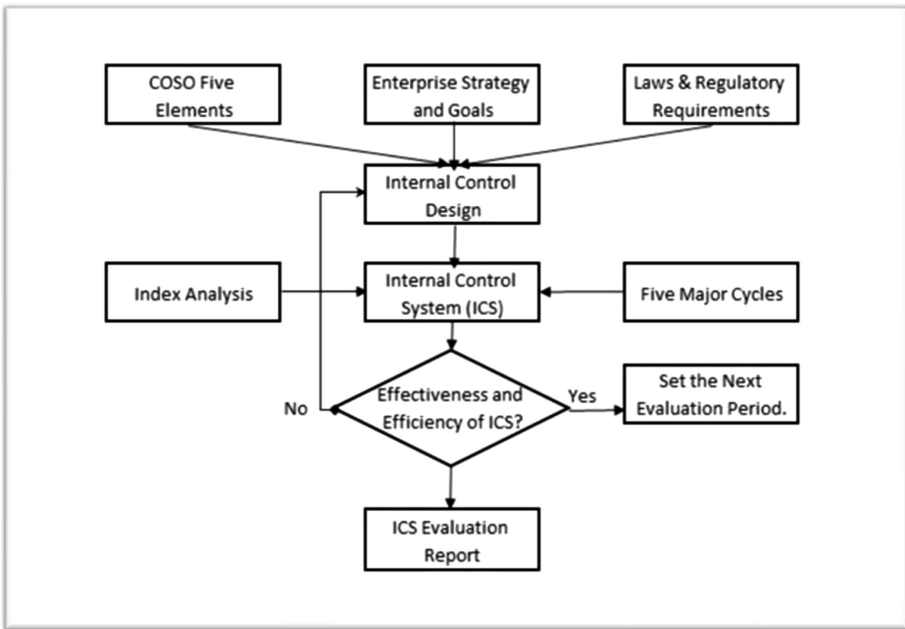 COSO Five
Elements
Enterprise Strategy
and Goals
Laws & Regulatory
Requirements
Internal Control
Design
Index Analysis
Internal Control
System (ICS)
Five Major Cycles
No
Effectiveness and
Efficiency of ICS?
Yes
Set the Next
Evaluation Period.
ICS Evaluation
Report